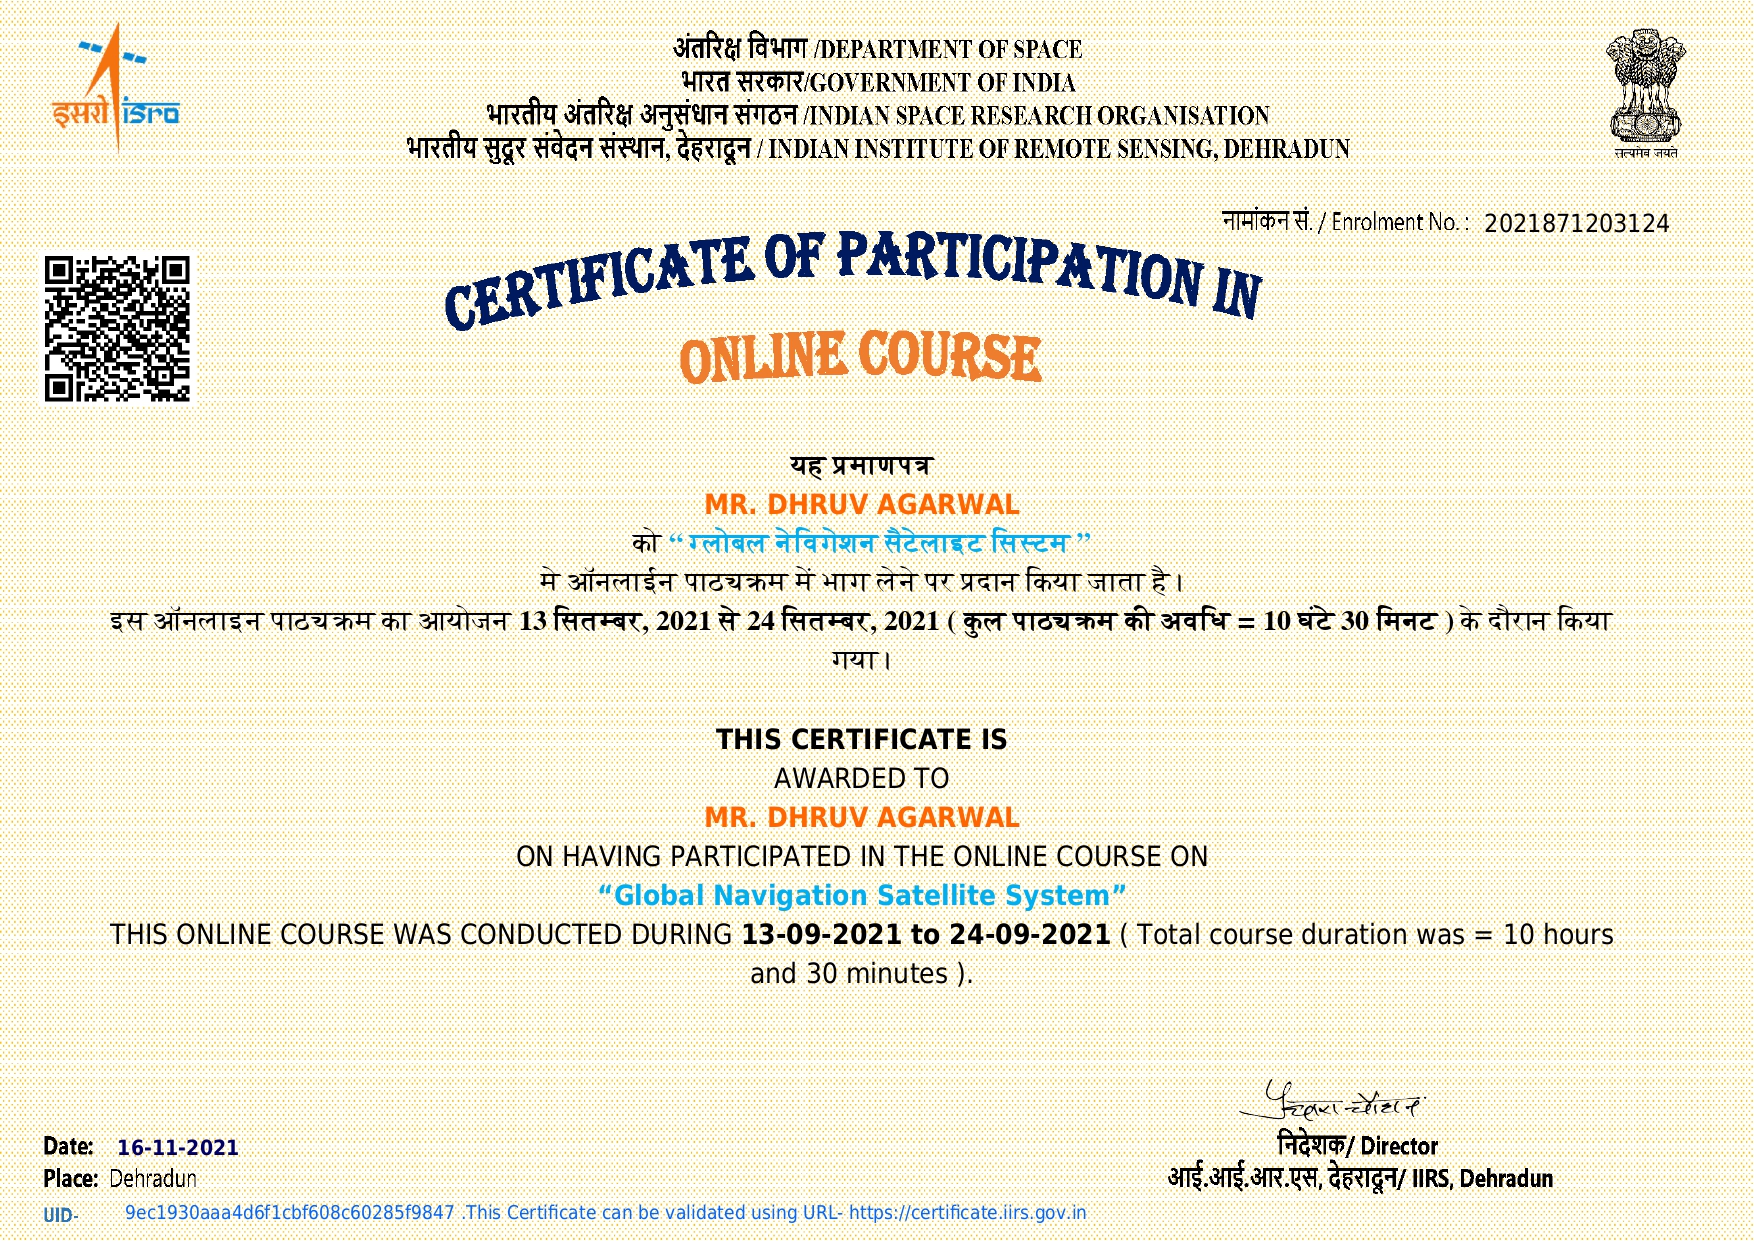 इसरो isro
अंतरिक्ष विभाग /DEPARTMENT OF SPACE
भारत सरकार/GOVERNMENT OF INDIA
भारतीय अंतरिक्ष अनुसंधान संगठन /INDIAN SPACE RESEARCH ORGANISATION
भारतीय सुदूर संवेदन संस्थान, देहरादून / INDIAN INSTITUTE OF REMOTE SENSING, DEHRADUN
सत्यमेव जयते
नामांकन सं. / Enrolment No. : 2021871203124
CERTIFICATE OF PARTICIPATION IN
ONLINE COURSE
यह प्रमाणपत्र
MR. DHRUV AGARWAL
को “ ग्लोबल नेविगेशन सैटेलाइट सिस्टम ”
मे ऑनलाईन पाठ्यक्रम में भाग लेने पर प्रदान किया जाता है।
इस ऑनलाइन पाठ्यक्रम का आयोजन 13 सितम्बर, 2021 से 24 सितम्बर, 2021 ( कुल पाठ्यक्रम की अवधि = 10 घंटे 30 मिनट ) के दौरान किया
गया।
THIS CERTIFICATE IS
AWARDED TO
MR. DHRUV AGARWAL
ON HAVING PARTICIPATED IN THE ONLINE COURSE ON
“Global Navigation Satellite System”
THIS ONLINE COURSE WAS CONDUCTED DURING 13-09-2021 to 24-09-2021 ( Total course duration was = 10 hours
and 30 minutes ).
निदेशक/ Director
आई.आई.आर.एस, देहरादून/ IIRS, Dehradun
Date: 16-11-2021
Place: Dehradun
UID- 9ec1930aaa4d6f1cbf608c60285f9847 .This Certificate can be validated using URL- https://certificate.iirs.gov.in